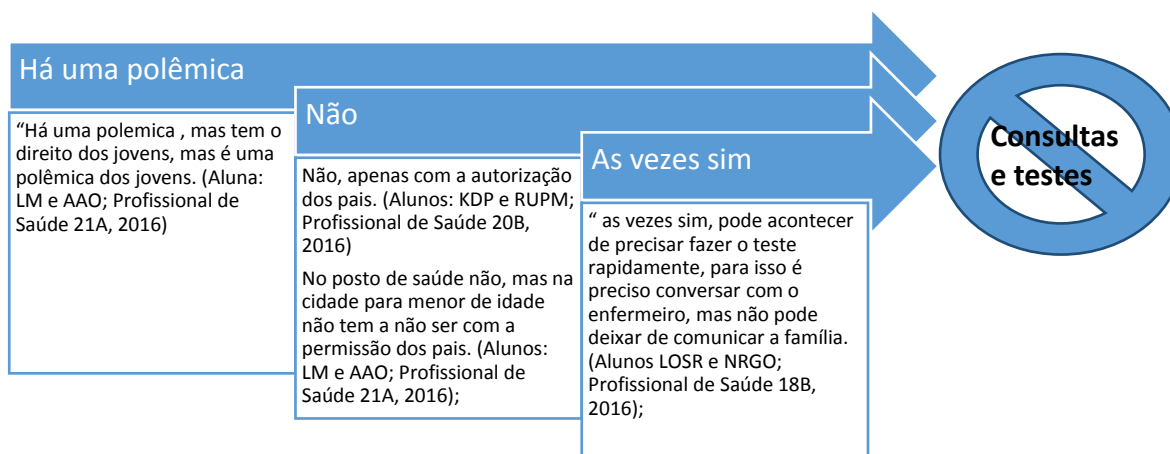 Há uma polêmica
“Há uma polemica , mas tem o
direito dos jovens, mas é uma
polêmica dos jovens. (Aluna:
LM e AAO; Profissional de
Saúde 21A, 2016)
Não
Não, apenas com a autorização
dos pais. (Alunos: KDP e RUPM;
Profissional de Saúde 20B,
2016)
No posto de saúde não, mas na
cidade para menor de idade
não tem a não ser com a
permissão dos pais. (Alunos:
LM e AAO; Profissional de
Saúde 21A, 2016);
As vezes sim
“ as vezes sim, pode acontecer
de precisar fazer o teste
rapidamente, para isso é
preciso conversar com o
enfermeiro, mas não pode
deixar de comunicar a família.
(Alunos LOSR e NRGO;
Profissional de Saúde 18B,
2016);
Consultas
e testes